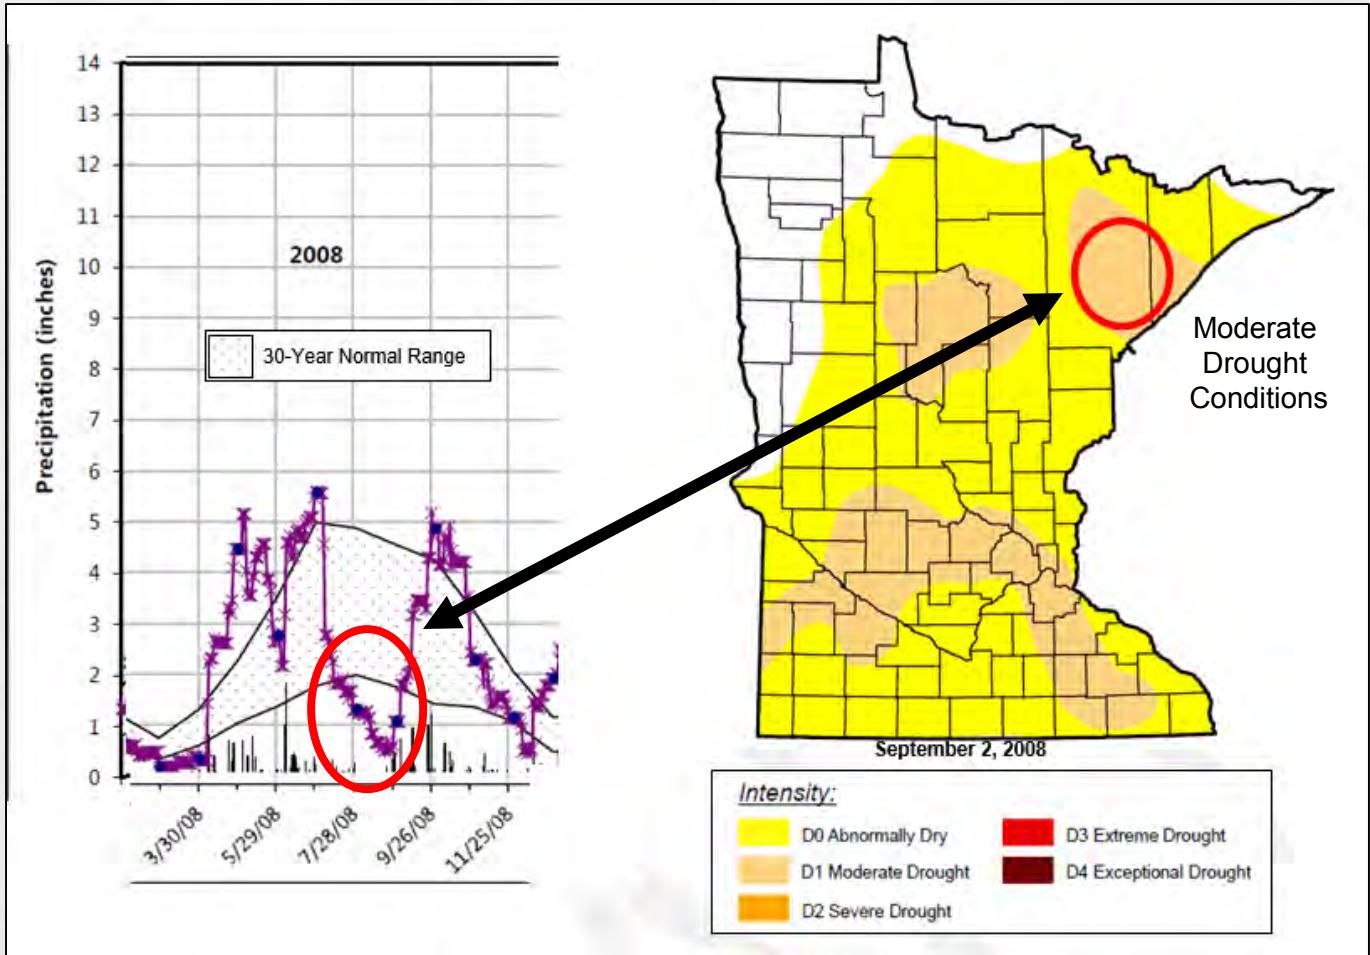 14
13
12
11
10
9
8
7
6
5
4
3
2
1
0
Precipitation (inches)
2008
30-Year Normal Range
3/30/08
5/29/08
7/28/08
9/26/08
11/25/08
Moderate
Drought
Conditions
September 2, 2008
Intensity:
D0 Abnormally Dry
D1 Moderate Drought
D2 Severe Drought
D3 Extreme Drought
D4 Exceptional Drought